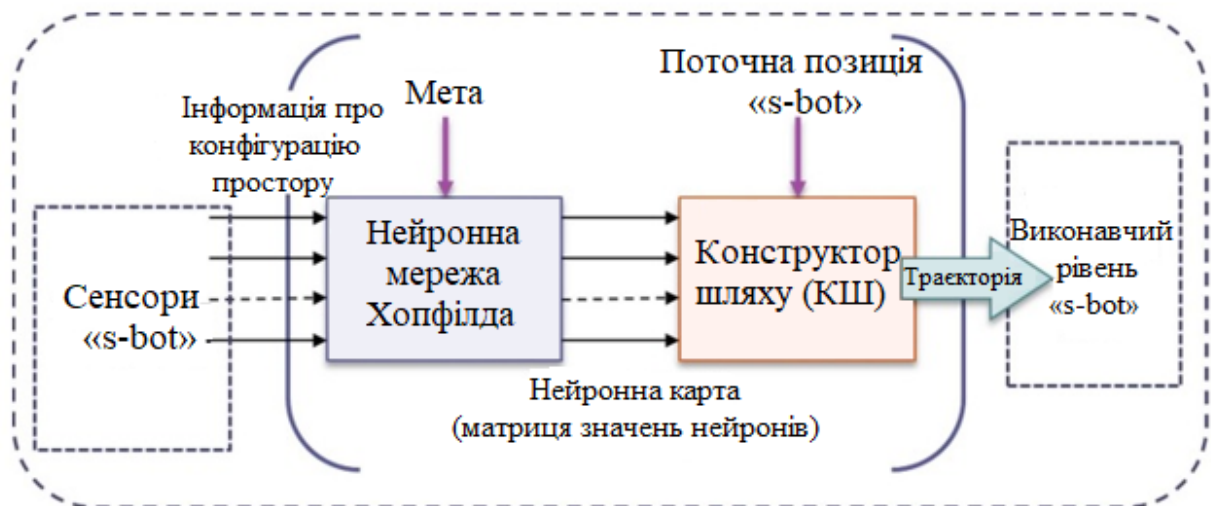 Інформація про
конфігурацію
простору
Мета
Поточна позиція
«s-bot»
Сенсори
«s-bot»
Нейронна
мережа
Хопфілда
Конструктор
шляху (КШ)
Траєкторія
Виконавчий
рівень
«s-bot»
Нейронна карта
(матриця значень нейронів)